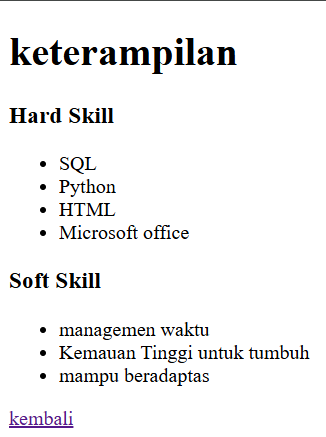 keterampilan
Hard Skill
SQL
Python
HTML
Microsoft office
Soft Skill
managemen waktu
Kemauan Tinggi untuk tumbuh
mampu beradaptas
kembali